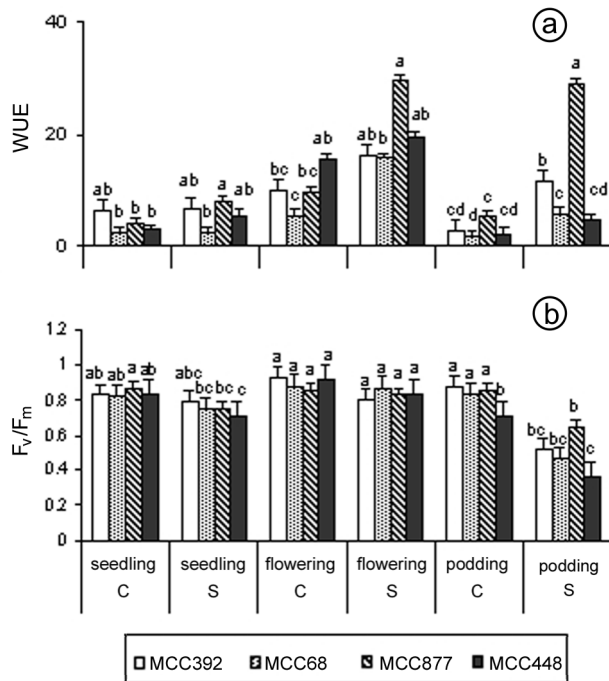 40
a
a
a
20
ab
ab
ab
b
ab
ab
a
ab
bc
bc
b
ab
b
b
b
b
c
c
c
cd
cd
cd
d
0
WUE
b
1.2
1
0.8
0.6
0.4
0.2
0
Fv/Fm
ab
ab
a
ab
abc
bc
bc
c
a
a
a
a
a
a
a
a
a
a
a
b
bc
bc
b
c
seedling
seedling
flowering
flowering
podding
podding
C
S
C
S
C
S
MCC392
MCC68
MCC877
MCC448